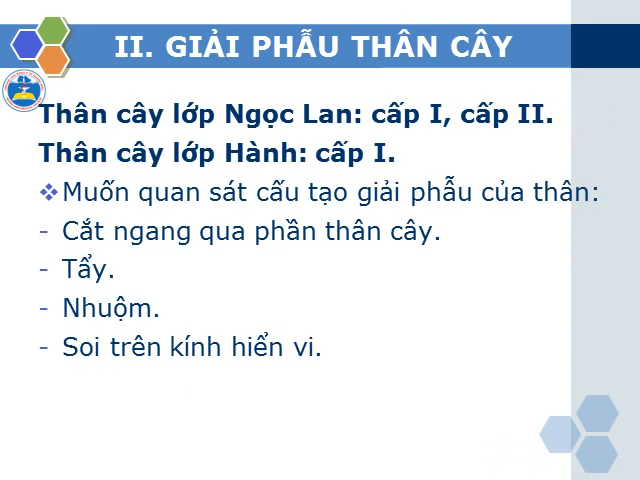 II. GIẢI PHẪU THÂN CÂY
Thân cây lớp Ngọc Lan: cấp I, cấp II.
Thân cây lớp Hành: cấp I.
❖Muốn quan sát cấu tạo giải phẫu của thân:
- Cắt ngang qua phần thân cây.
- Tẩy.
- Nhuộm.
- Soi trên kính hiển vi.